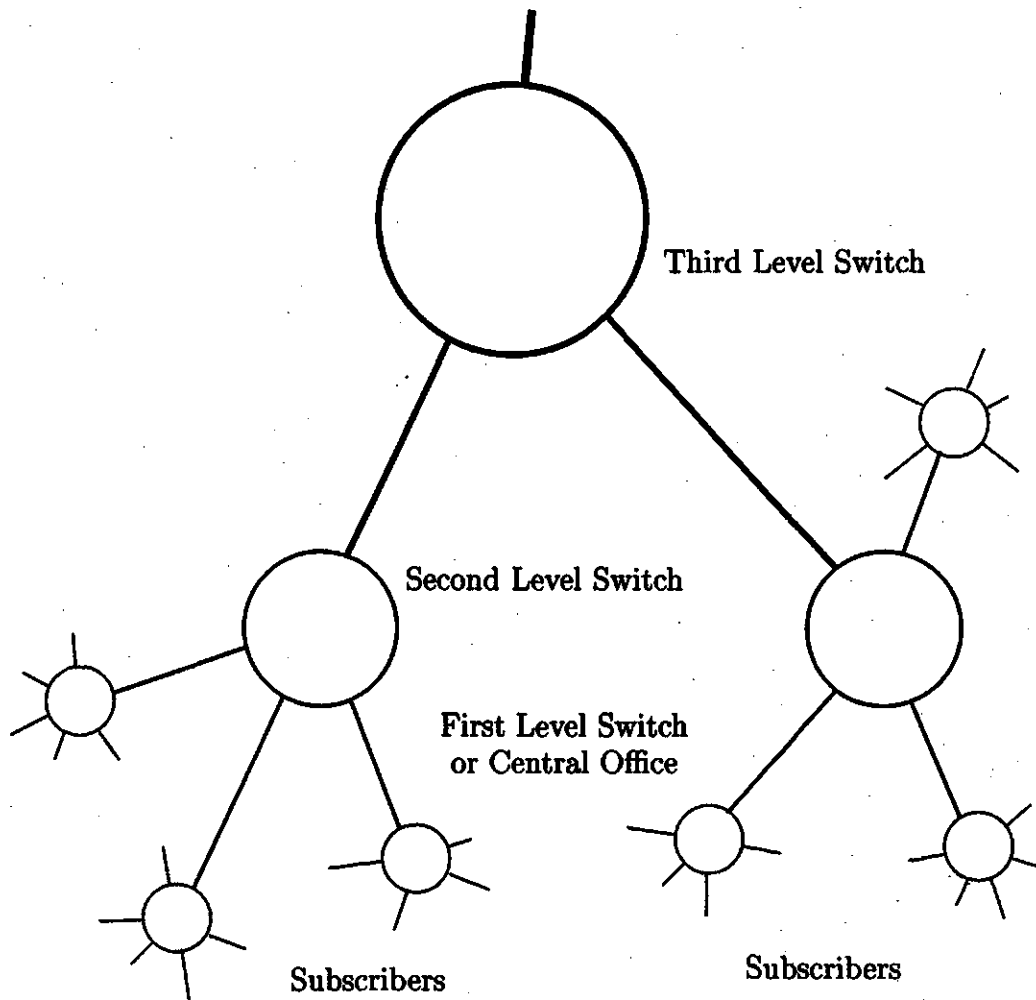 Third Level Switch
Second Level Switch
First Level Switch
or Central Office
Subscribers
Subscribers